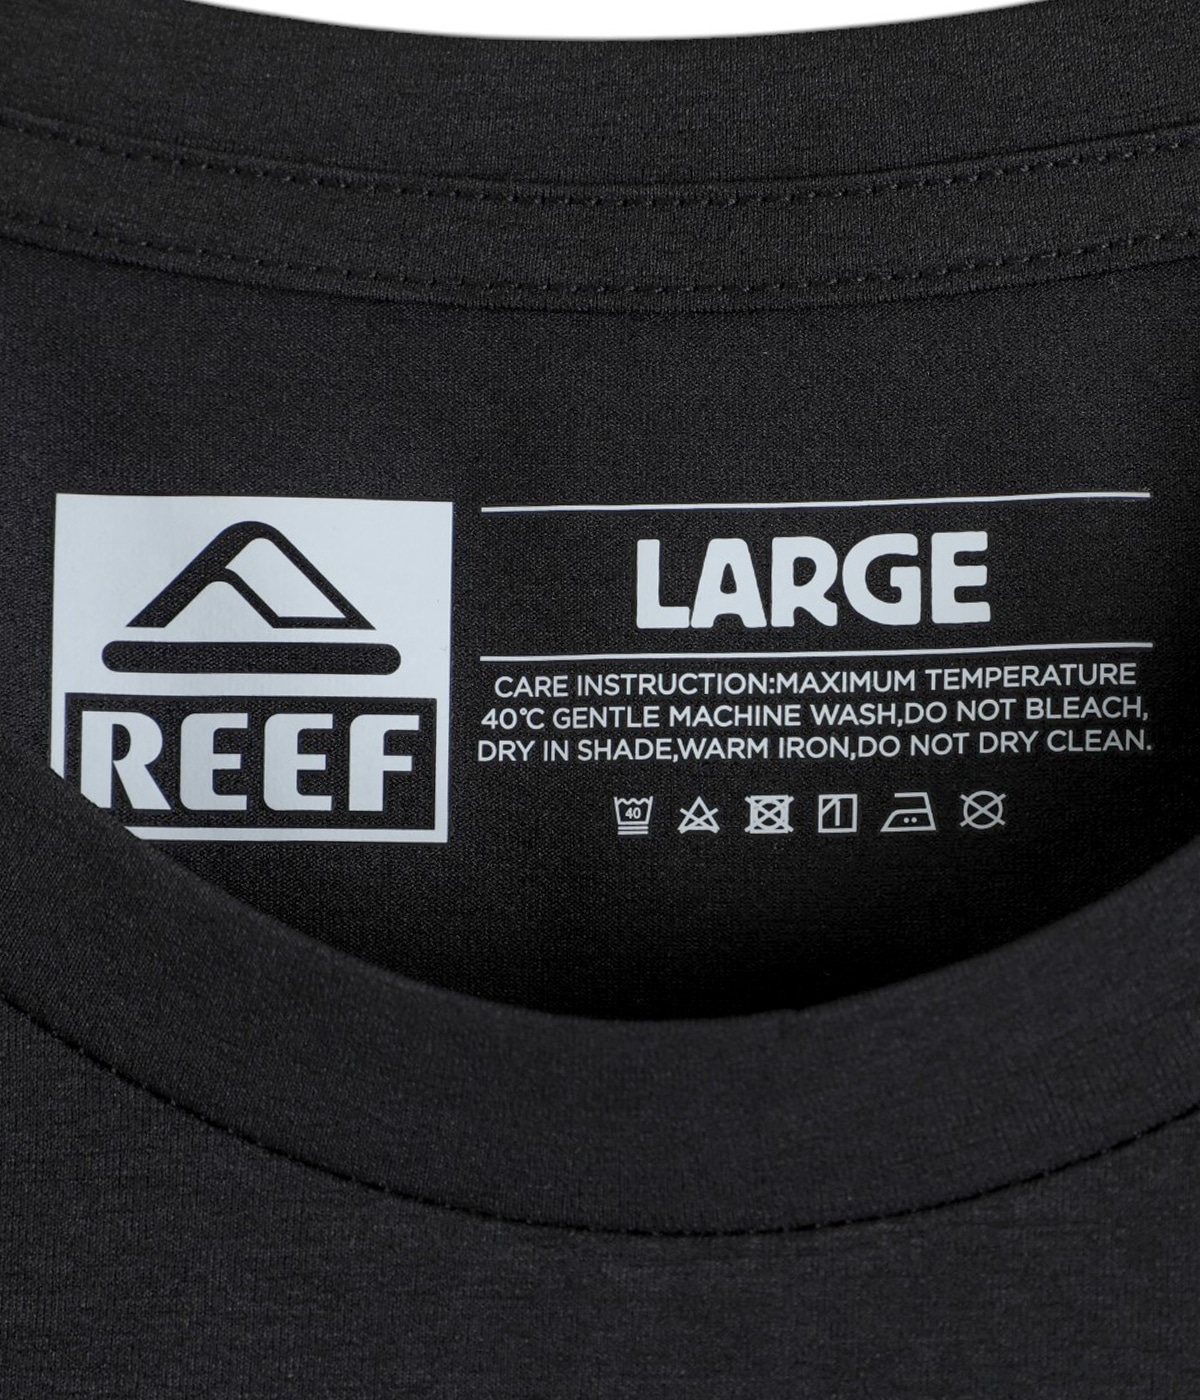 REEF
LARGE
CARE INSTRUCTION:MAXIMUM TEMPERATURE
40℃ GENTLE MACHINE WASH,DO NOT BLEACH,
DRY IN SHADE,WARM IRON,DO NOT DRY CLEAN.
40